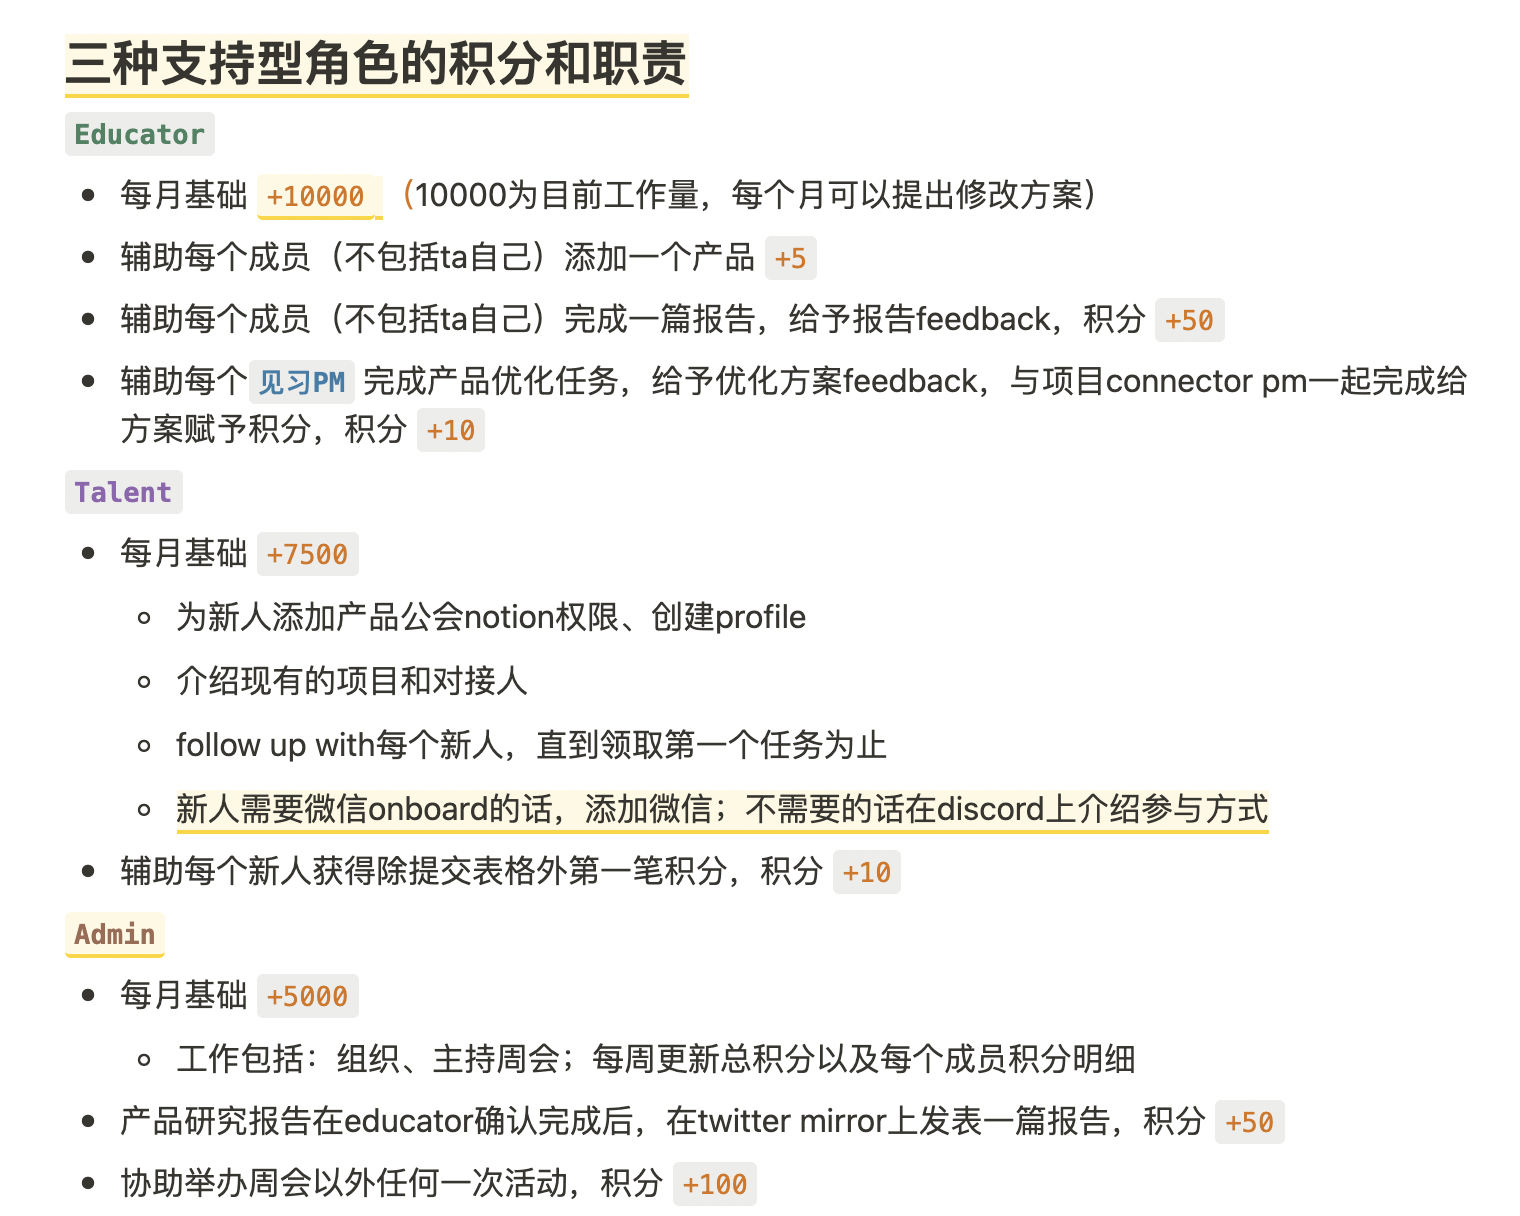 三种支持型角色的积分和职责
Educator
• 每月基础 +10000 （10000为目前工作量，每个月可以提出修改方案）
• 辅助每个成员（不包括ta自己）添加一个产品 +5
• 辅助每个成员（不包括ta自己）完成一篇报告，给予报告feedback，积分 +50
• 辅助每个 见习PM 完成产品优化任务，给予优化方案feedback，与项目connector pm一起完成给
方案赋予积分，积分 +10
Talent
• 每月基础 +7500
◦ 为新人添加产品公会notion权限、创建profile
◦ 介绍现有的项目和对接人
◦ follow up with每个新人，直到领取第一个任务为止
◦ 新人需要微信onboard的话，添加微信；不需要的话在discord上介绍参与方式
• 辅助每个新人获得除提交表格外第一笔积分，积分 +10
Admin
• 每月基础 +5000
◦ 工作包括：组织、主持周会；每周更新总积分以及每个成员积分明细
• 产品研究报告在educator确认完成后，在twitter mirror上发表一篇报告，积分 +50
• 协助举办周会以外任何一次活动，积分 +100